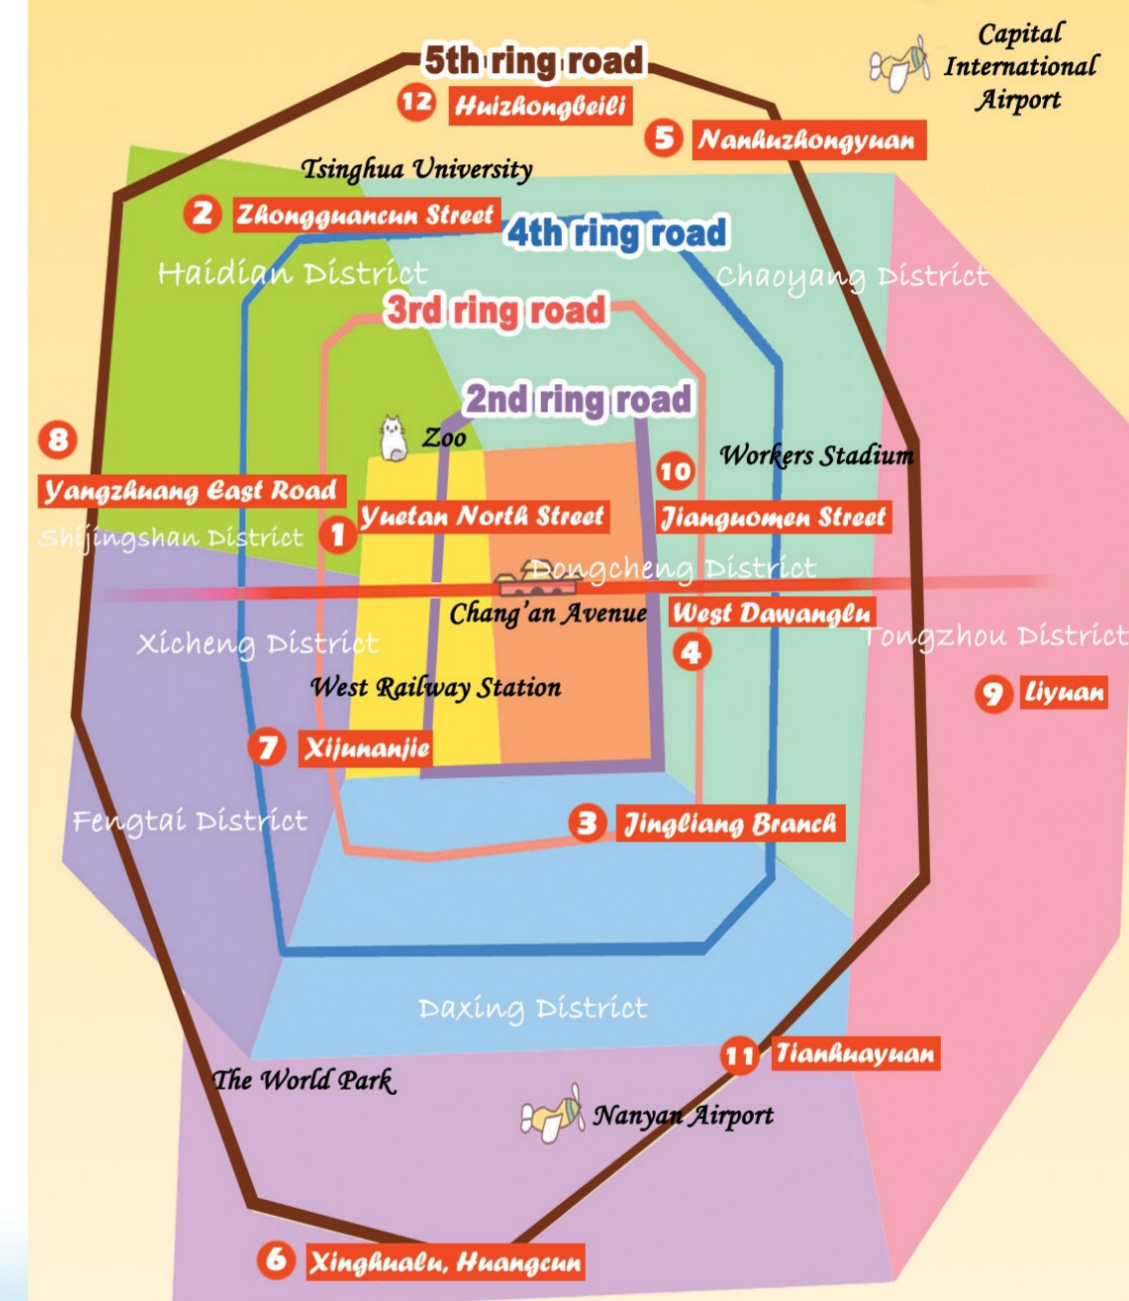 Capital
International
Airport
5th ring road
12 Huizhongbeili
5 Nanhuzhongyuan
Tsinghua University
2 Zhongguancun Street
4th ring road
Haidian District
Chaoyang District
3rd ring road
2nd ring road
Zoo
8
Workers Stadium
10
Yangzhuang East Road
1 Yuetan North Street
Jianguomen Street
Shijingshan District
Dongcheng District
Chang'an Avenue
West Dawanglu
4
Xicheng District
Tongzhou District
West Railway Station
9 Liyuan
7 Xijunanjie
Fengtai District
3 Jingliang Branch
Daxing District
11 Tianhuayuan
The World Park
Nanyan Airport
6 Xinghualu, Huangcun